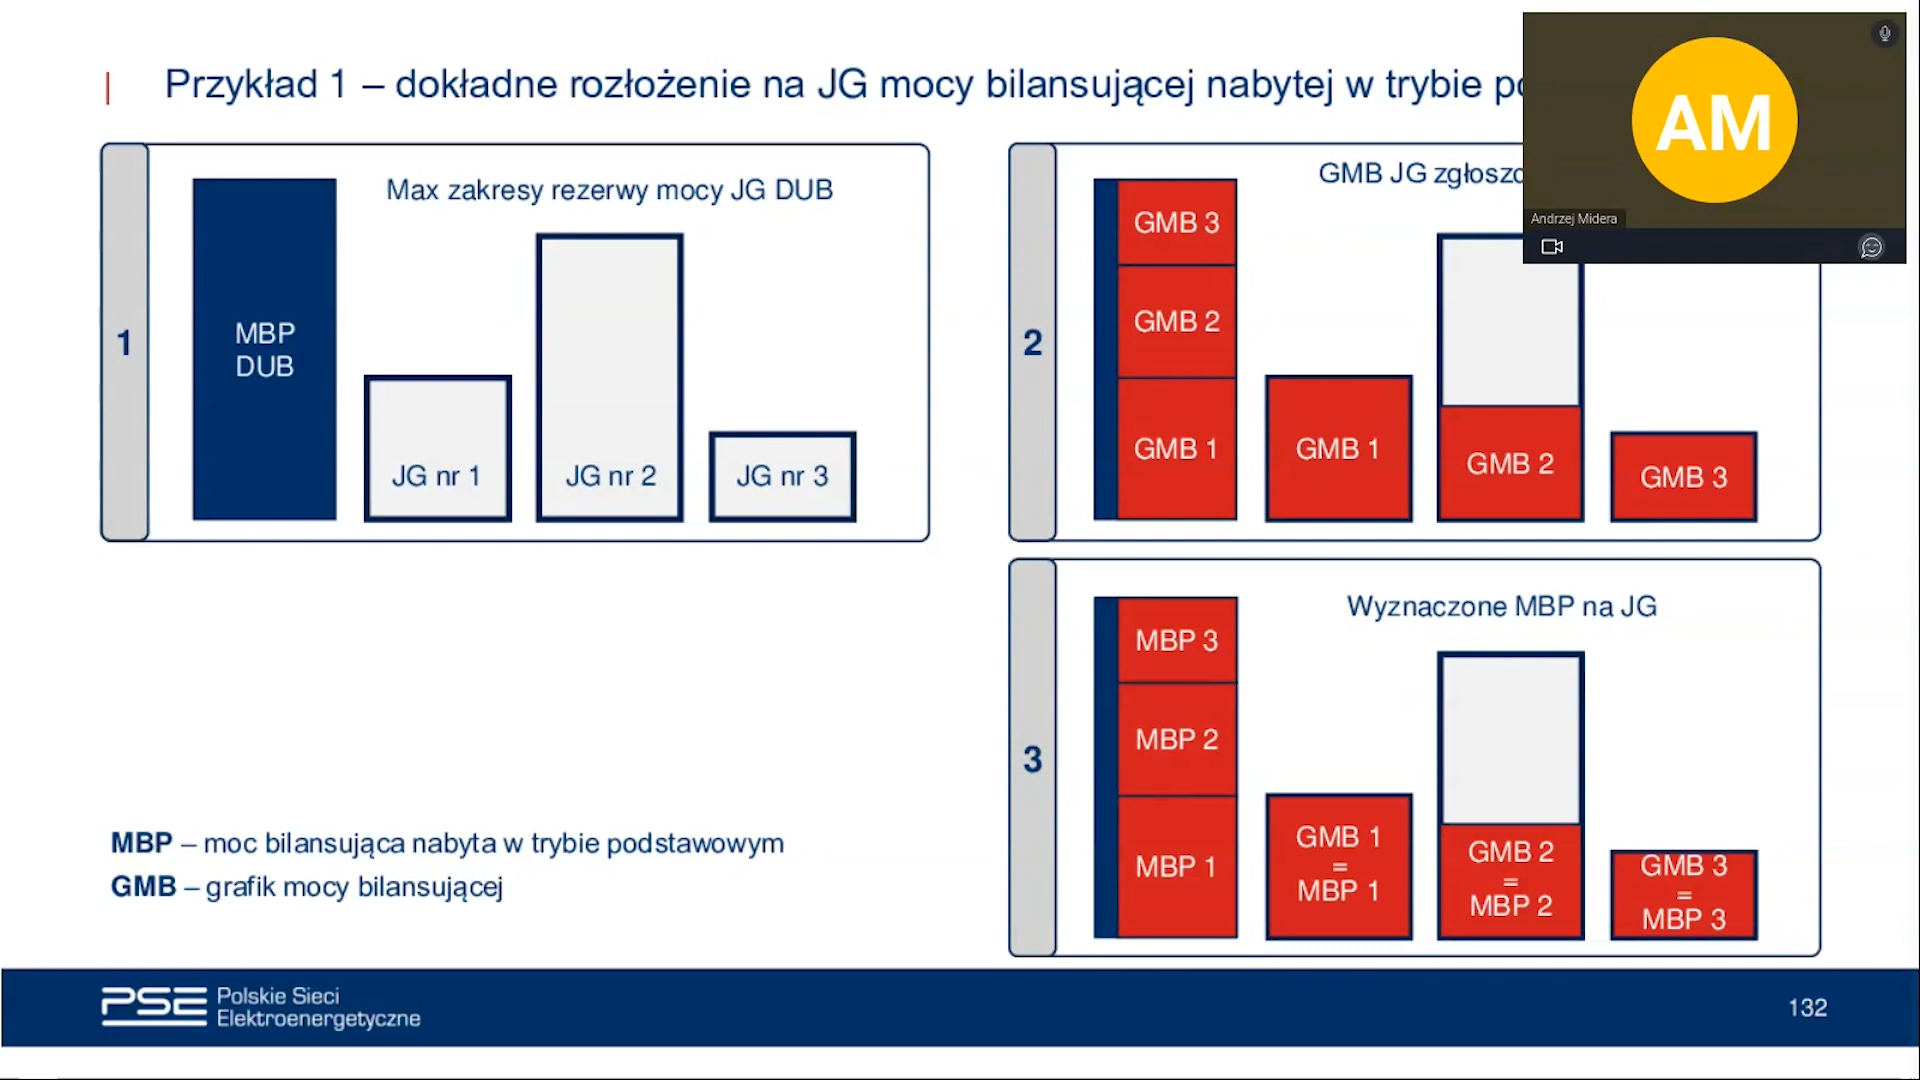 Przykład 1 – dokładne rozłożenie na JG mocy bilansującej nabytej w trybie
AM
Andrzej Midera
1
Max zakresy rezerwy mocy JG DUB
MBP
DUB
JG nr 1
JG nr 2
JG nr 3
2
GMB JG
GMB 3
GMB 2
GMB 1
GMB 1
GMB 2
GMB 3
3
Wyznaczone MBP na JG
MBP 3
MBP 2
MBP 1
GMB 1
=
MBP 1
GMB 2
=
MBP 2
GMB 3
=
MBP 3
MBP – moc bilansująca nabyta w trybie podstawowym
GMB – grafik mocy bilansującej
PSE
Polskie Sieci
Elektroenergetyczne
132